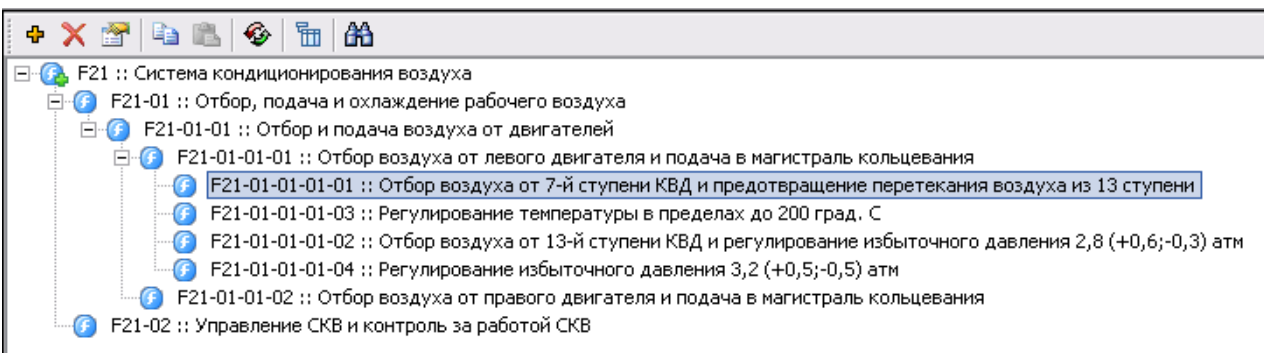 F21 :: Система кондиционирования воздуха
F21-01 :: Отбор, подача и охлаждение рабочего воздуха
F21-01-01 :: Отбор и подача воздуха от двигателей
F21-01-01-01 :: Отбор воздуха от левого двигателя и подача в магистраль кольцевания
F21-01-01-01-01 :: Отбор воздуха от 7-й ступени КВД и предотвращение перетекания воздуха из 13 ступени
F21-01-01-01-03 :: Регулирование температуры в пределах до 200 град. С
F21-01-01-01-02 :: Отбор воздуха от 13-й ступени КВД и регулирование избыточного давления 2,8 (+0,6;-0,3) атм
F21-01-01-01-04 :: Регулирование избыточного давления 3,2 (+0,5;-0,5) атм
F21-01-01-02 :: Отбор воздуха от правого двигателя и подача в магистраль кольцевания
F21-02 :: Управление СКВ и контроль за работой СКВ